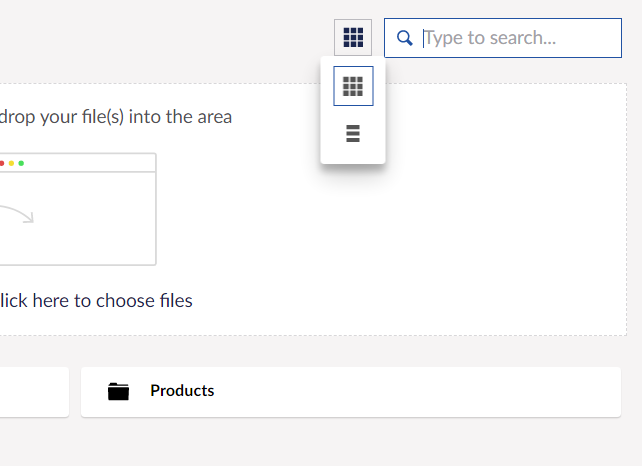 Type to search...
drop your file(s) into the area
lick here to choose files
Products